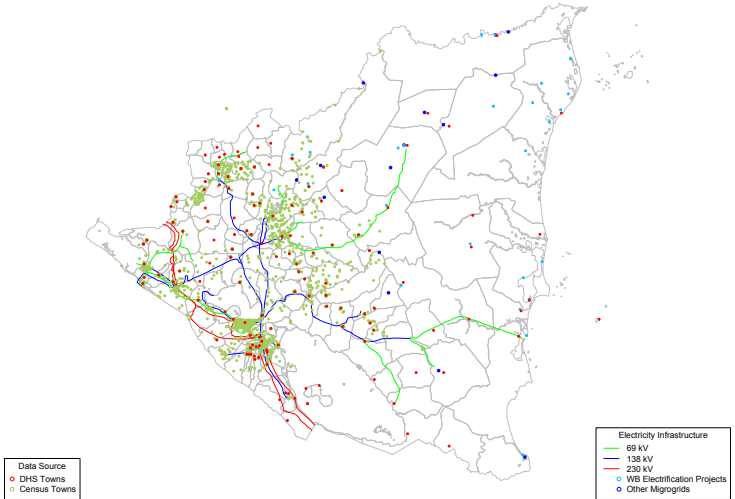 Data Source
DHS Towns
Census Towns
Electricity Infrastructure
69 kV
138 kV
230 kV
WB Electrification Projects
Other Migrogrids